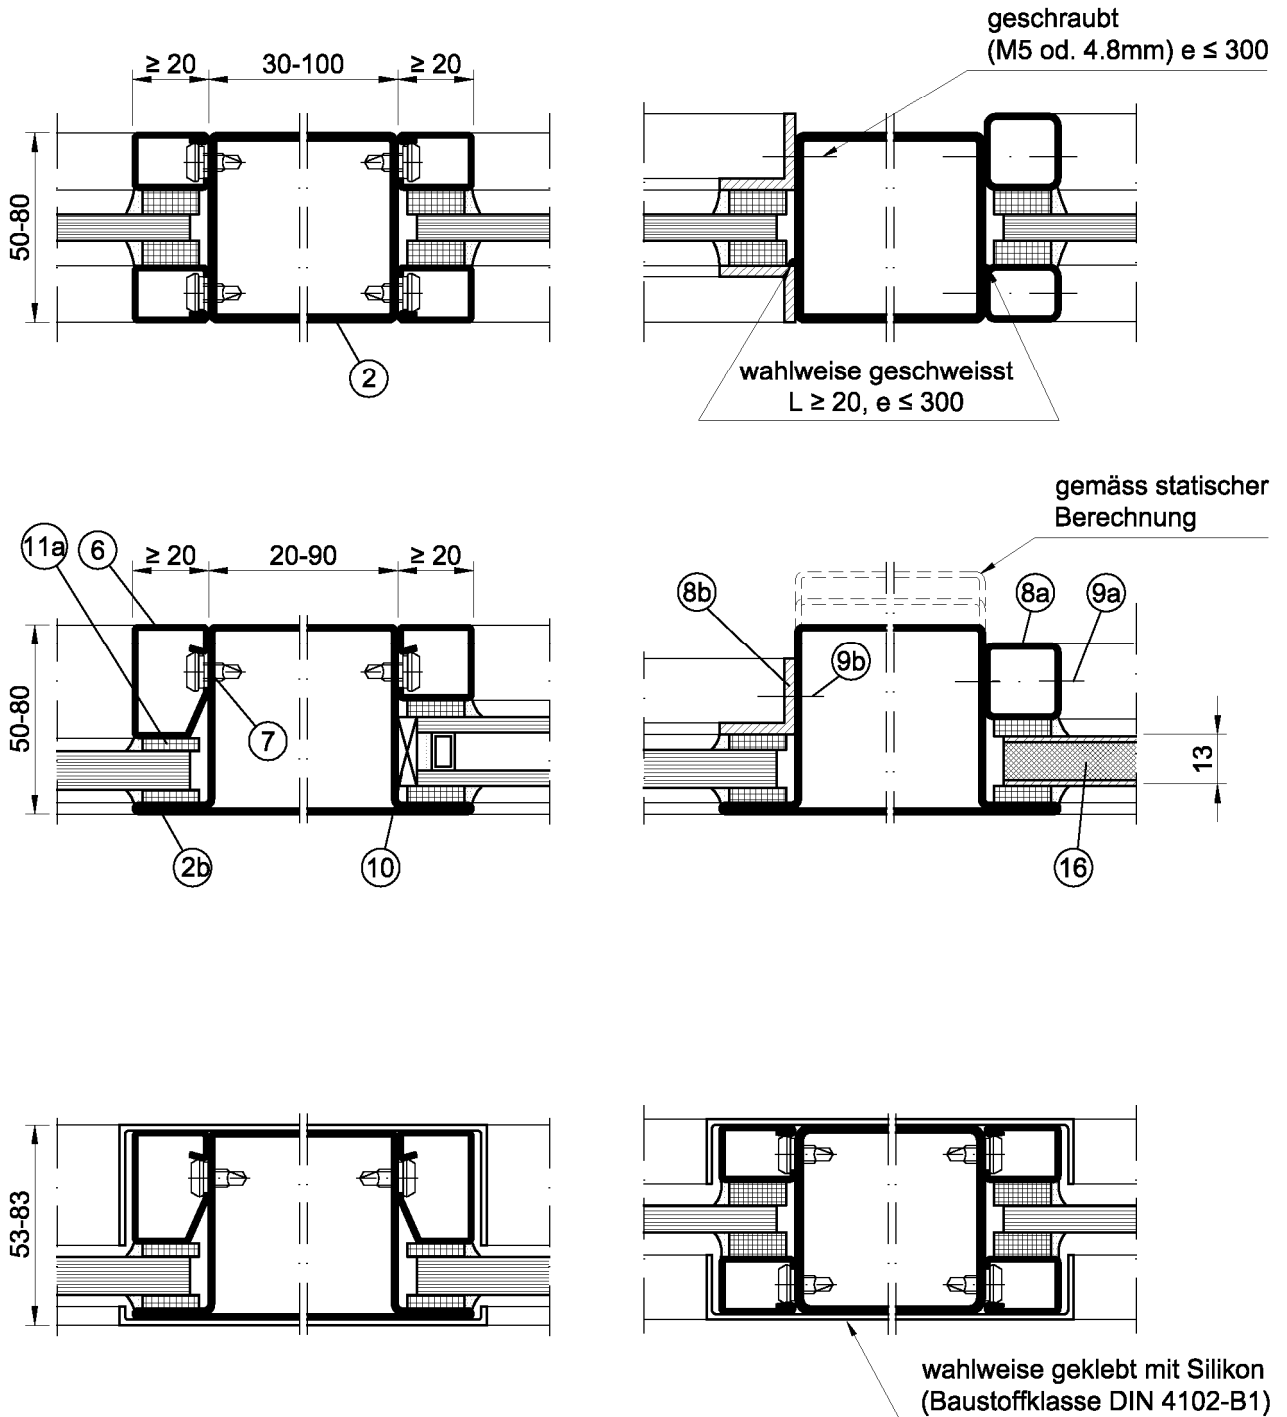 geschraubt
(M5 od. 4.8mm) e ≤ 300
≥ 20
30-100
≥ 20
50-80
2
wahlweise geschweisst
L ≥ 20, e ≤ 300
gemäss statischer
Berechnung
11a
6
≥ 20
20-90
≥ 20
8b
8a
9a
9b
50-80
7
13
2b
10
16
53-83
wahlweise geklebt mit Silikon
(Baustoffklasse DIN 4102-B1)